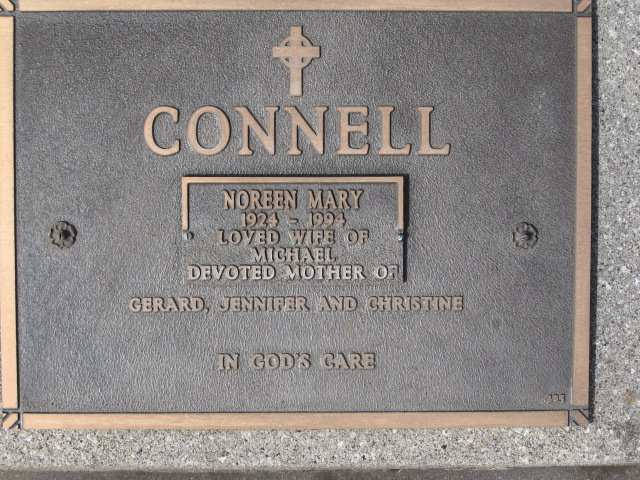 CONNELL
NOREEN MARY
1924 - 1994
LOVED WIFE OF
MICHAEL
DEVOTED MOTHER OF
GERARD, JENNIFER AND CHRISTINE
IN GOD'S CARE